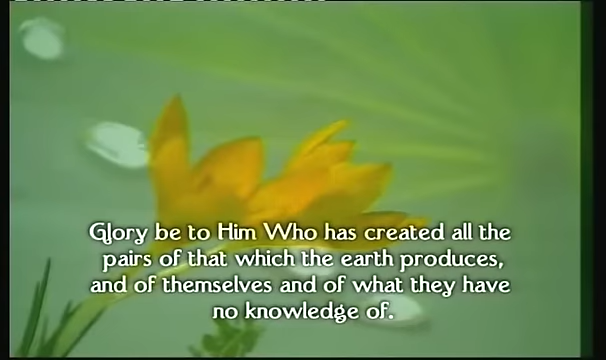 Glory be to Him Who has created all the
pairs of that which the earth produces,
and of themselves and of what they have
no knowledge of.